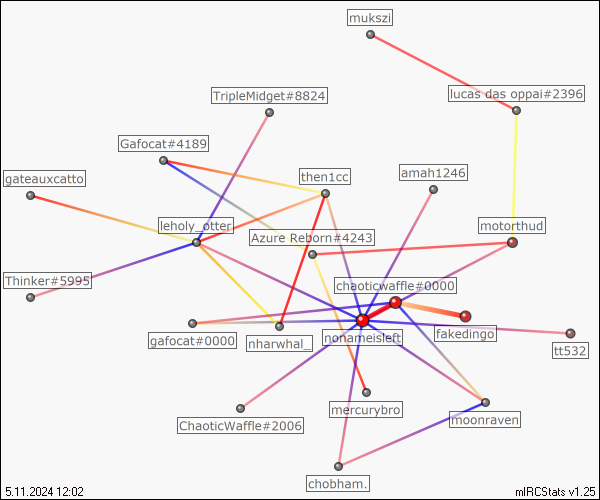 mukszi
lucas das oppai#2396
TripleMidget#8824
Gafocat#4189
then1cc
amah1246
gateauxcatto
leholy_otter
Azure Reborn#4243
motorthud
Thinker#5995
chaoticwaffle#0000
gafocat#0000
nharwhal_
nonameisleft
fakedingo
tt532
mercurybro
ChaoticWaffle#2006
moonraven
chobham.
5.11.2024 12:02
mIRCStats v1.25